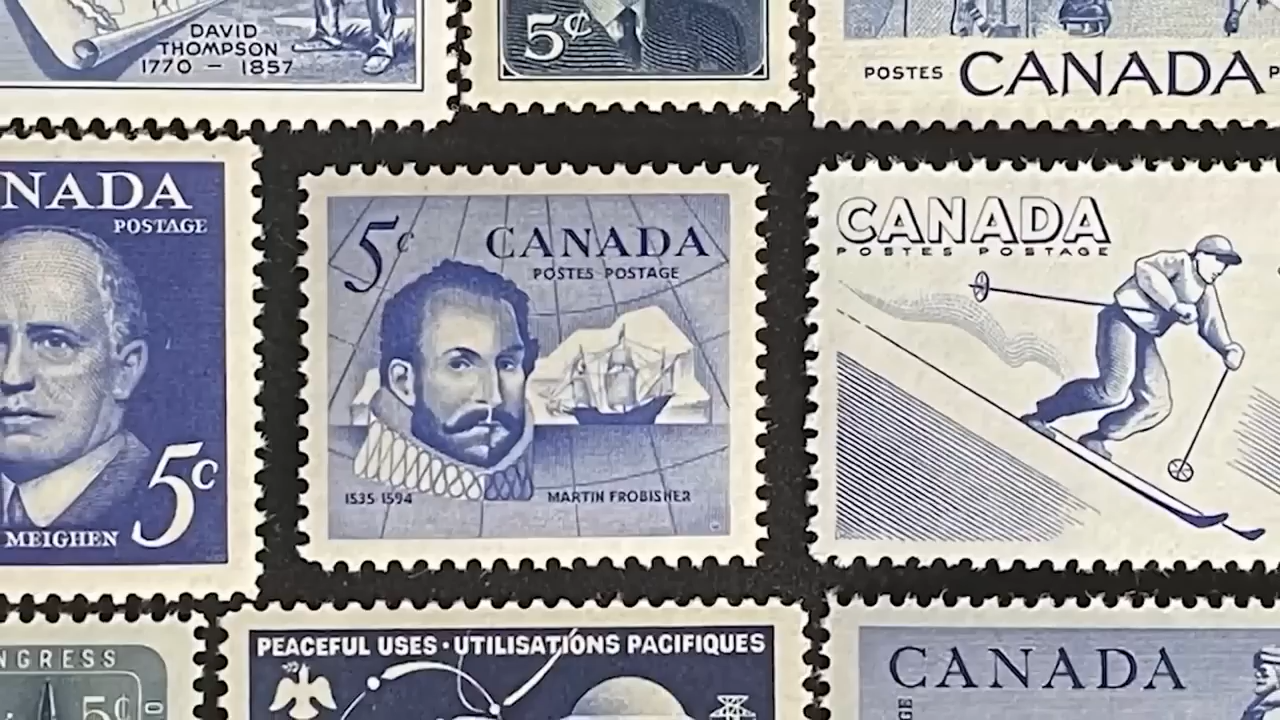 DAVID
THOMPSON
1770 – 1857
5¢
POSTES CANADA P
NADA
POSTAGE
MEIGHEN
5c
5c CANADA
POSTES POSTAGE
1535 1594 MARTIN FROBISHER
CANADA
POSTES POSTAGE
NGRESS
5¢
PEACEFUL USES · UTILISATIONS PACIFIQUES
CANADA